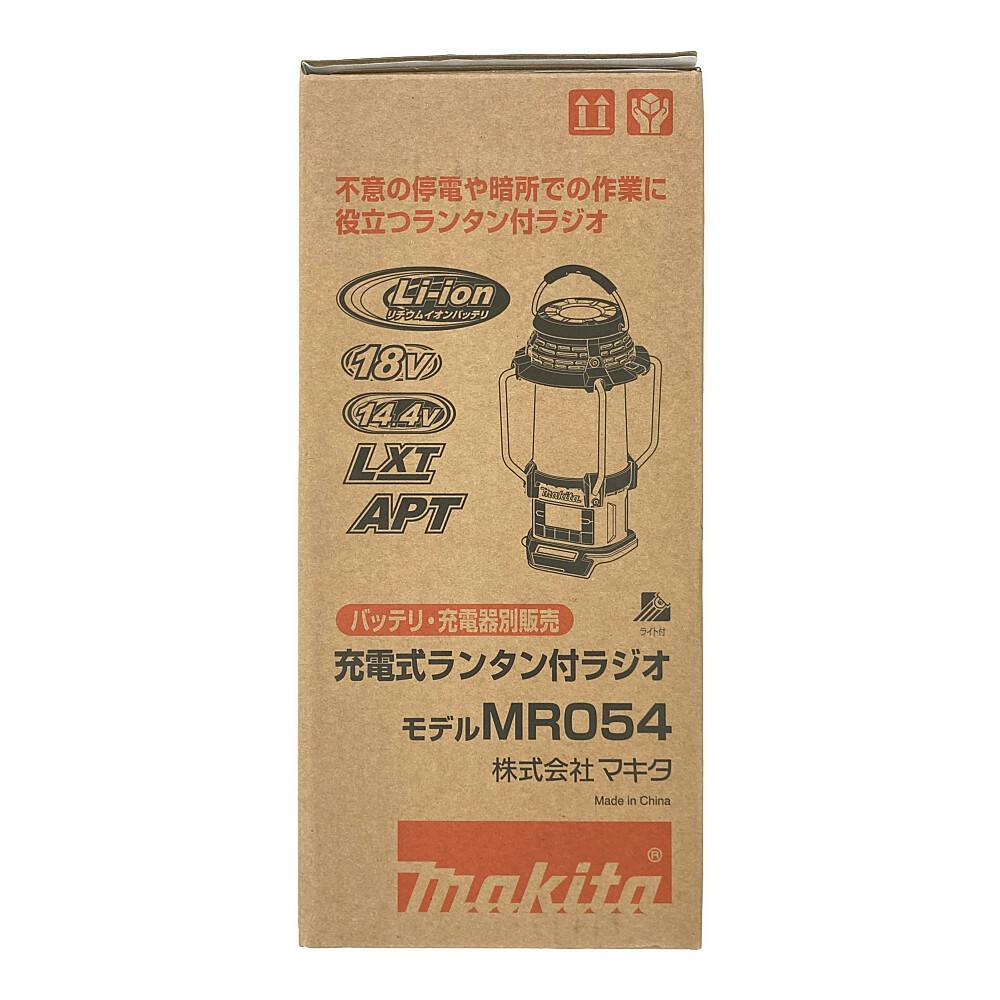 不意の停電や暗所での作業に
役立つランタン付ラジオ
Li-ion
リチウムイオンバッテリ
18V
14.4V
LXT
APT
makita
バッテリ・充電器別販売
ライト付
充電式ランタン付ラジオ
モデルMR054
株式会社マキタ
Made in China
makita®